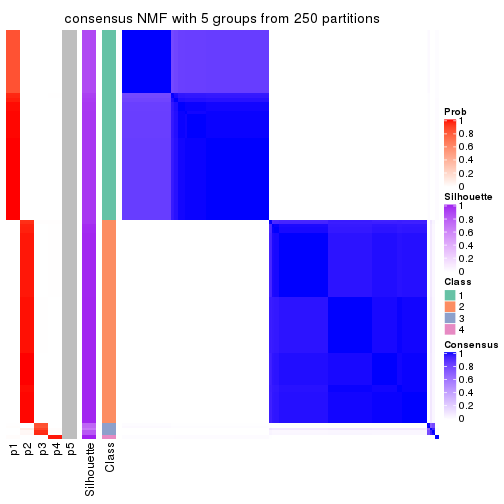 consensus NMF with 5 groups from 250 partitions
Prob
1
0.8
0.6
0.4
0.2
0
Silhouette
1
0.8
0.6
0.4
0.2
0
Class
1
2
3
4
Consensus
1
0.8
0.6
0.4
0.2
0
p1
p2
p3
p4
p5
Silhouette
Class